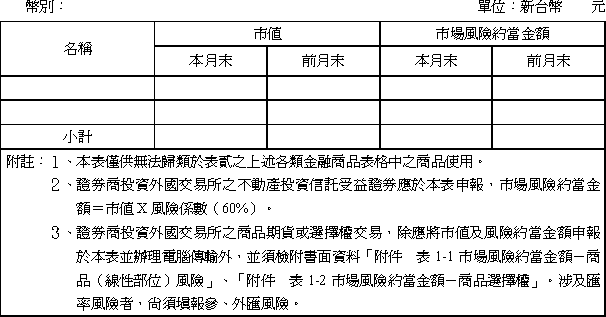 幣別： 單位：新台幣　　元
名稱 市值 市場風險約當金額
本月末 前月末 本月末 前月末
小計
附註：１、本表僅供無法歸類於表貳之上述各類金融商品表格中之商品使用。
２、證券商投資外國交易所之不動產投資信託受益證券應於本表申報，市場風險約當金
額＝市值Ｘ風險係數（60%）。
３、證券商投資外國交易所之商品期貨或選擇權交易，除應將市值及風險約當金額申報
於本表並辦理電腦傳輸外，並須檢附書面資料「附件　表 1-1 市場風險約當金額－商
品（線性部位）風險」、「附件　表 1-2 市場風險約當金額－商品選擇權」。涉及匯
率風險者，尚須填報參、外匯風險。